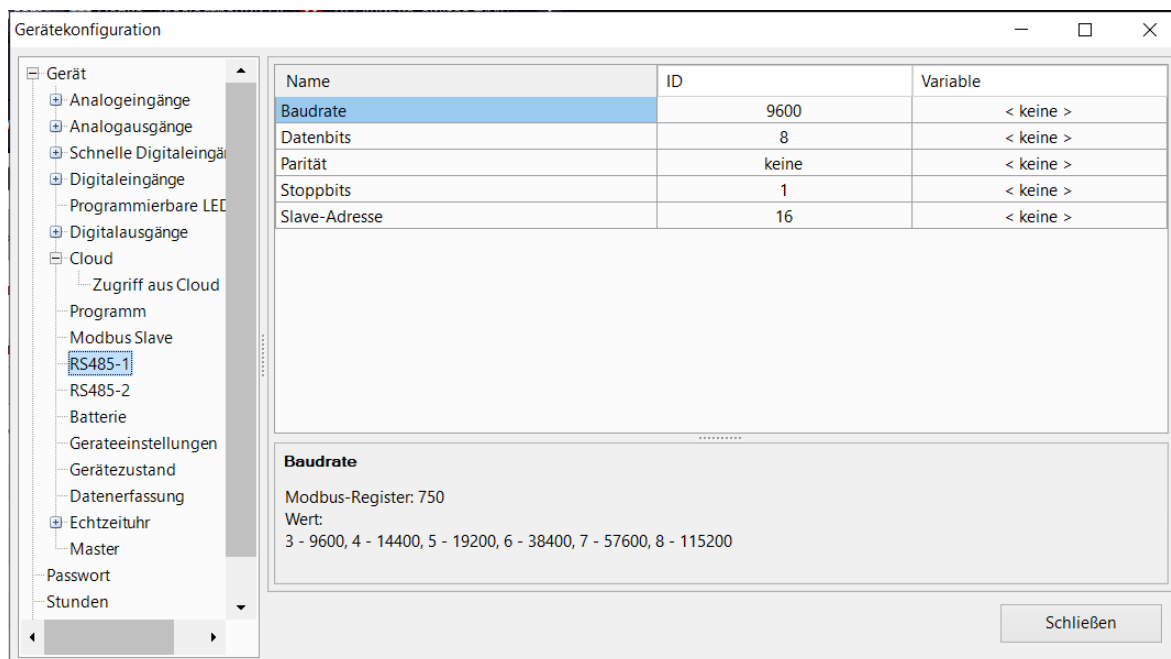 Gerätekonfiguration
Gerät
Analogeingänge
Analogausgänge
Schnelle Digitaleingä
Digitaleingänge
Programmierbare LED
Digitalausgänge
Cloud
Zugriff aus Cloud
Programm
Modbus Slave
RS485-1
RS485-2
Batterie
Gerateeinstellungen
Gerätezustand
Datenerfassung
Echtzeituhr
Master
Passwort
Stunden
Name ID Variable
Baudrate 9600 < keine >
Datenbits 8 < keine >
Parität keine < keine >
Stoppbits 1 < keine >
Slave-Adresse 16 < keine >
Baudrate
Modbus-Register: 750
Wert:
3 - 9600, 4 - 14400, 5 - 19200, 6 - 38400, 7 - 57600, 8 - 115200
Schließen